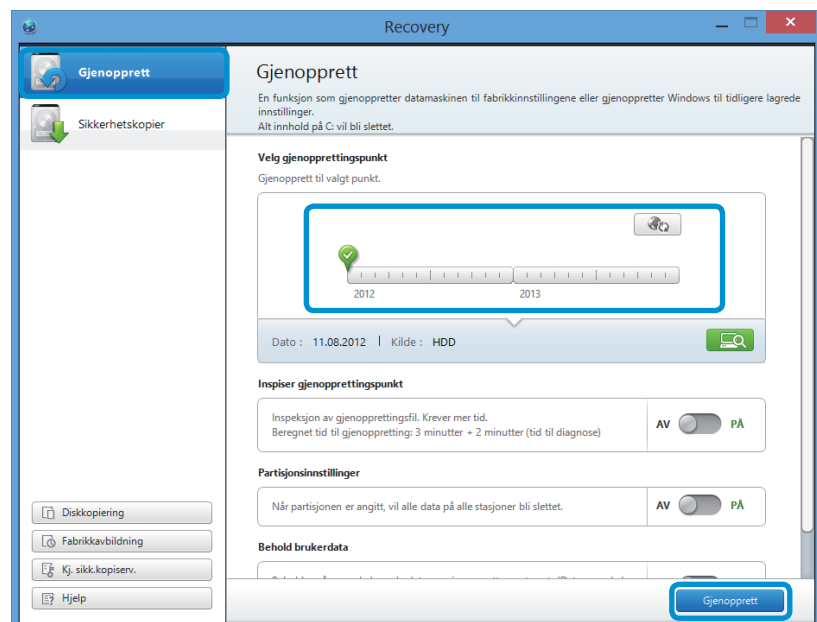 Recovery
Gjenopprett
Sikkerhetskopier
Gjenopprett
En funksjon som gjenoppretter datamaskinen til fabrikkinnstillingene eller gjenoppretter Windows til tidligere lagrede
innstillinger.
Alt innhold på C: vil bli slettet.
Velg gjenopprettingspunkt
Gjenopprett til valgt punkt.
2012 2013
Dato : 11.08.2012 | Kilde : HDD
Inspiser gjenopprettingspunkt
Inspeksjon av gjenopprettingsfil. Krever mer tid.
Beregnet tid til gjenoppretting: 3 minutter + 2 minutter (tid til diagnose)
AV PÅ
Partisjonsinnstillinger
Når partisjonen er angitt, vil alle data på alle stasjoner bli slettet.
AV PÅ
Behold brukerdata
Diskkopiering
Fabrikkavbildning
Kj. sikk.kopiserv.
Hjelp
Gjenopprett